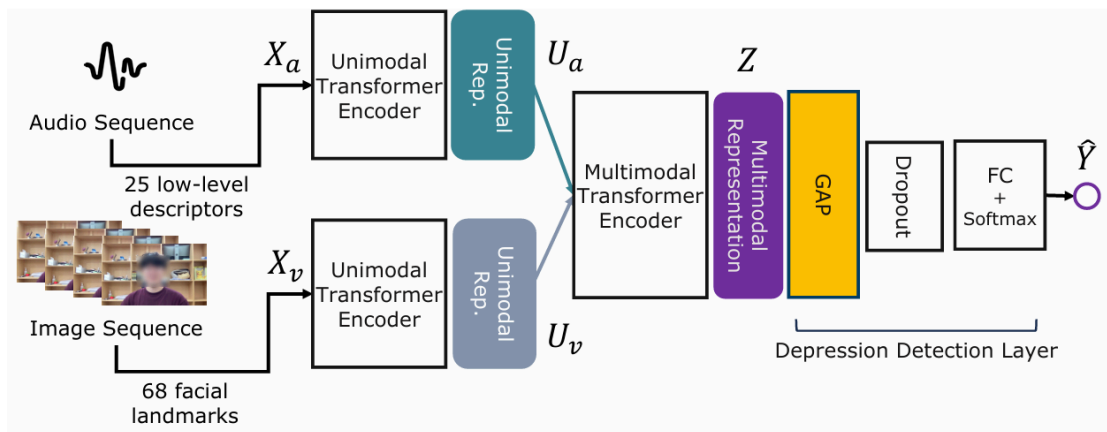 Audio Sequence
25 low-level
descriptors
X_a
Unimodal
Transformer
Encoder
Unimodal
Rep.
U_a
Image Sequence
68 facial
landmarks
X_v
Unimodal
Transformer
Encoder
Unimodal
Rep.
U_v
Multimodal
Transformer
Encoder
Z
Multimodal
Representation
GAP
Dropout
FC
+
Softmax
Ŷ
Depression Detection Layer